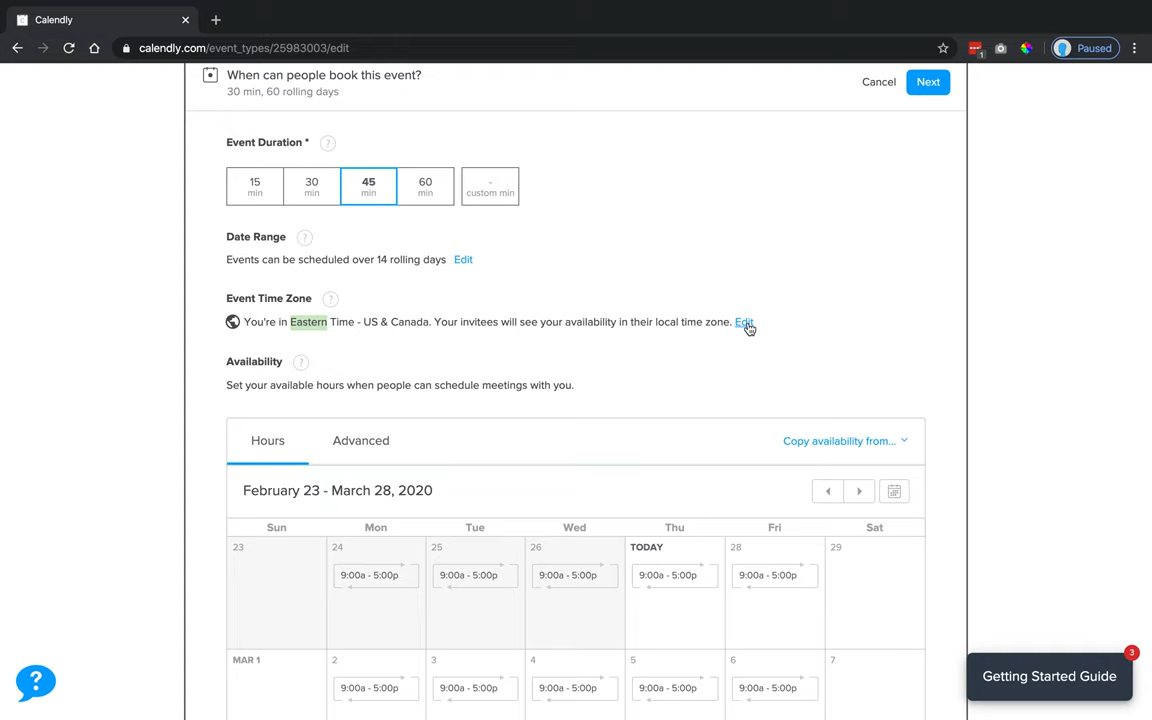 Calendly
calendly.com/event_types/25983003/edit
1
Paused
When can people book this event?
30 min, 60 rolling days
Cancel
Next
Event Duration *
?
15
min
30
min
45
min
60
min
-
custom min
Date Range
?
Events can be scheduled over 14 rolling days Edit
Event Time Zone
?
You're in Eastern Time - US & Canada. Your invitees will see your availability in their local time zone. Edit
Availability
?
Set your available hours when people can schedule meetings with you.
Hours
Advanced
Copy availability from...
February 23 - March 28, 2020
Sun Mon Tue Wed Thu Fri Sat
23 24 25 26 TODAY 28 29
9:00a - 5:00p 9:00a - 5:00p 9:00a - 5:00p 9:00a - 5:00p 9:00a - 5:00p
MAR 1 2 3 4 5 6 7
9:00a - 5:00p 9:00a - 5:00p 9:00a - 5:00p 9:00a - 5:00p 9:00a - 5:00p
?
3
Getting Started Guide